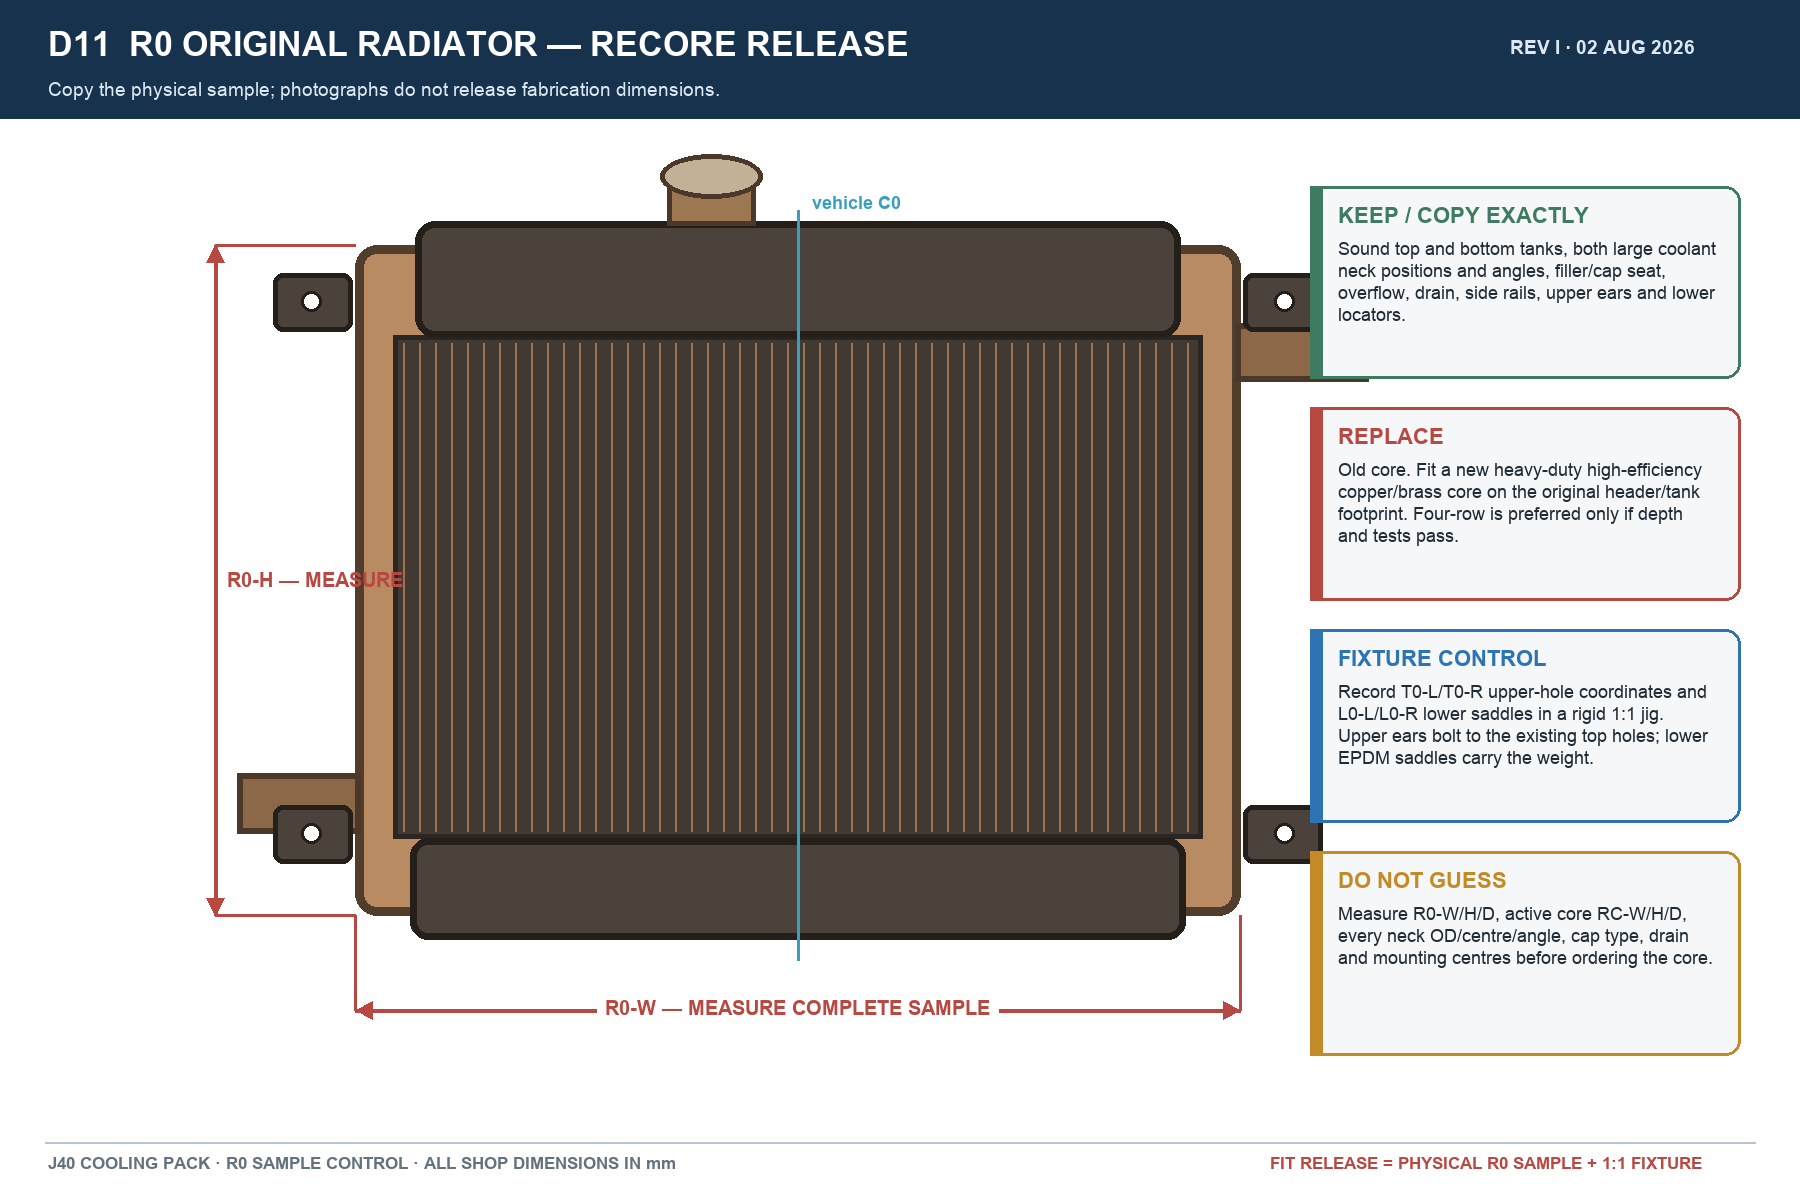 D11 R0 ORIGINAL RADIATOR — RECORE RELEASE
REV I · 02 AUG 2026
Copy the physical sample; photographs do not release fabrication dimensions.
vehicle C0
KEEP / COPY EXACTLY
Sound top and bottom tanks, both large coolant
neck positions and angles, filler/cap seat,
overflow, drain, side rails, upper ears and lower
locators.
REPLACE
Old core. Fit a new heavy-duty high-efficiency
copper/brass core on the original header/tank
footprint. Four-row is preferred only if depth
and tests pass.
R0-H — MEASURE
FIXTURE CONTROL
Record T0-L/T0-R upper-hole coordinates and
L0-L/L0-R lower saddles in a rigid 1:1 jig.
Upper ears bolt to the existing top holes; lower
EPDM saddles carry the weight.
DO NOT GUESS
Measure R0-W/H/D, active core RC-W/H/D,
every neck OD/centre/angle, cap type, drain
and mounting centres before ordering the core.
R0-W — MEASURE COMPLETE SAMPLE
J40 COOLING PACK · R0 SAMPLE CONTROL · ALL SHOP DIMENSIONS IN mm
FIT RELEASE = PHYSICAL R0 SAMPLE + 1:1 FIXTURE